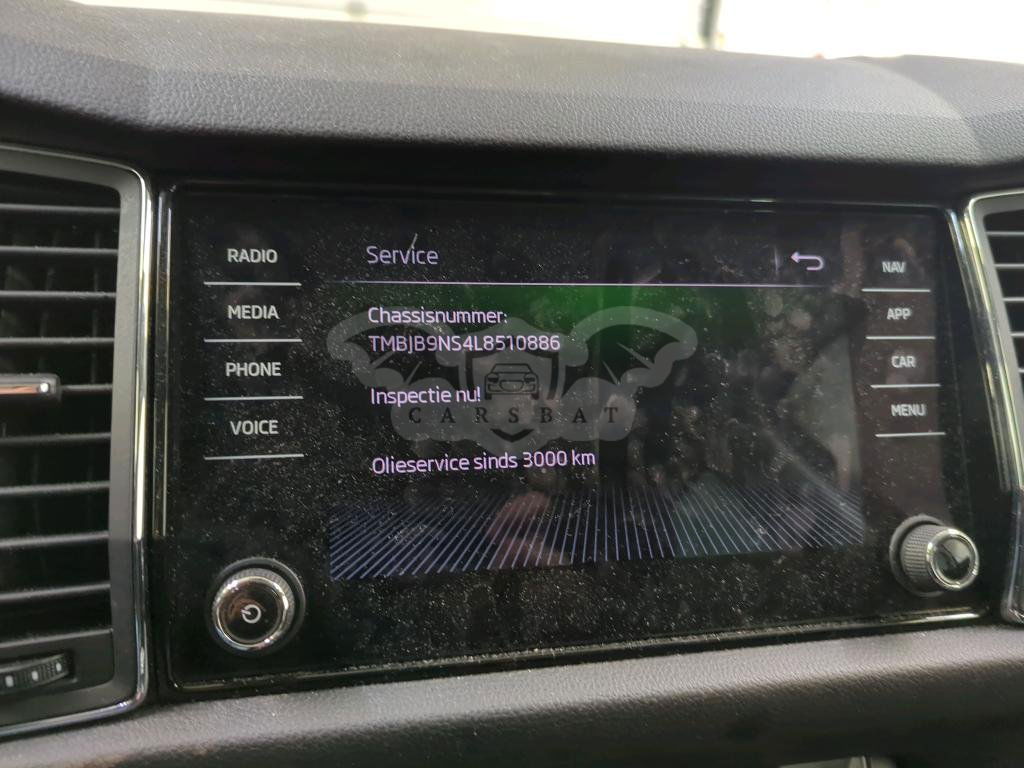 RADIO
MEDIA
PHONE
VOICE
Service
Chassisnummer:
TMBJB9NS4L8510886
Inspectie nu!
CARSBAT
Olieservice sinds 3000 km
NAV
APP
CAR
MENU